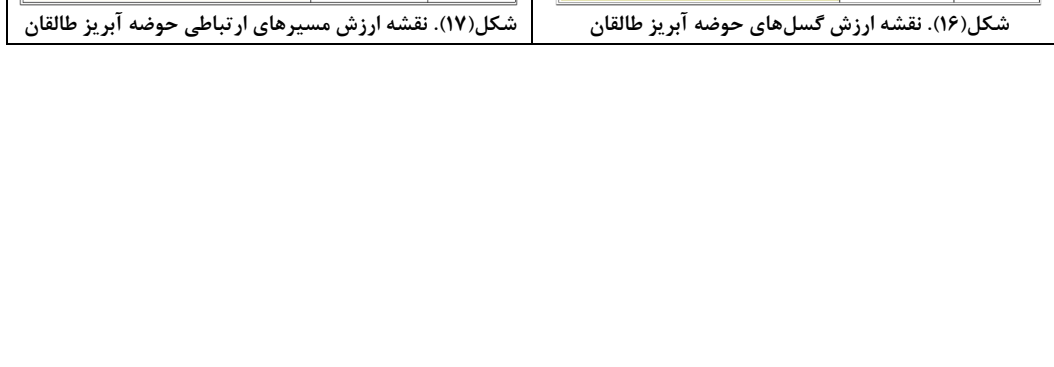 شکل(۱۶). نقشه ارزش گسل‌های حوضه آبریز طالقان
شکل(۱۷). نقشه ارزش مسیرهای ارتباطی حوضه آبریز طالقان